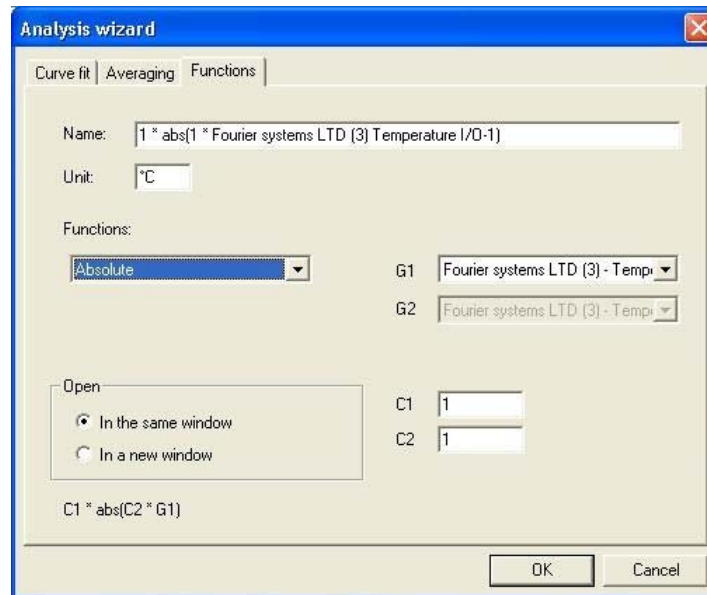 Analysis wizard
Curve fit Averaging Functions
Name: 1 * abs(1 * Fourier systems LTD (3) Temperature I/O-1)
Unit: °C
Functions:
Absolute
G1 Fourier systems LTD (3) - Temp
G2 Fourier systems LTD (3) - Temp
Open
In the same window
In a new window
C1 1
C2 1
C1 * abs(C2 * G1)
OK Cancel